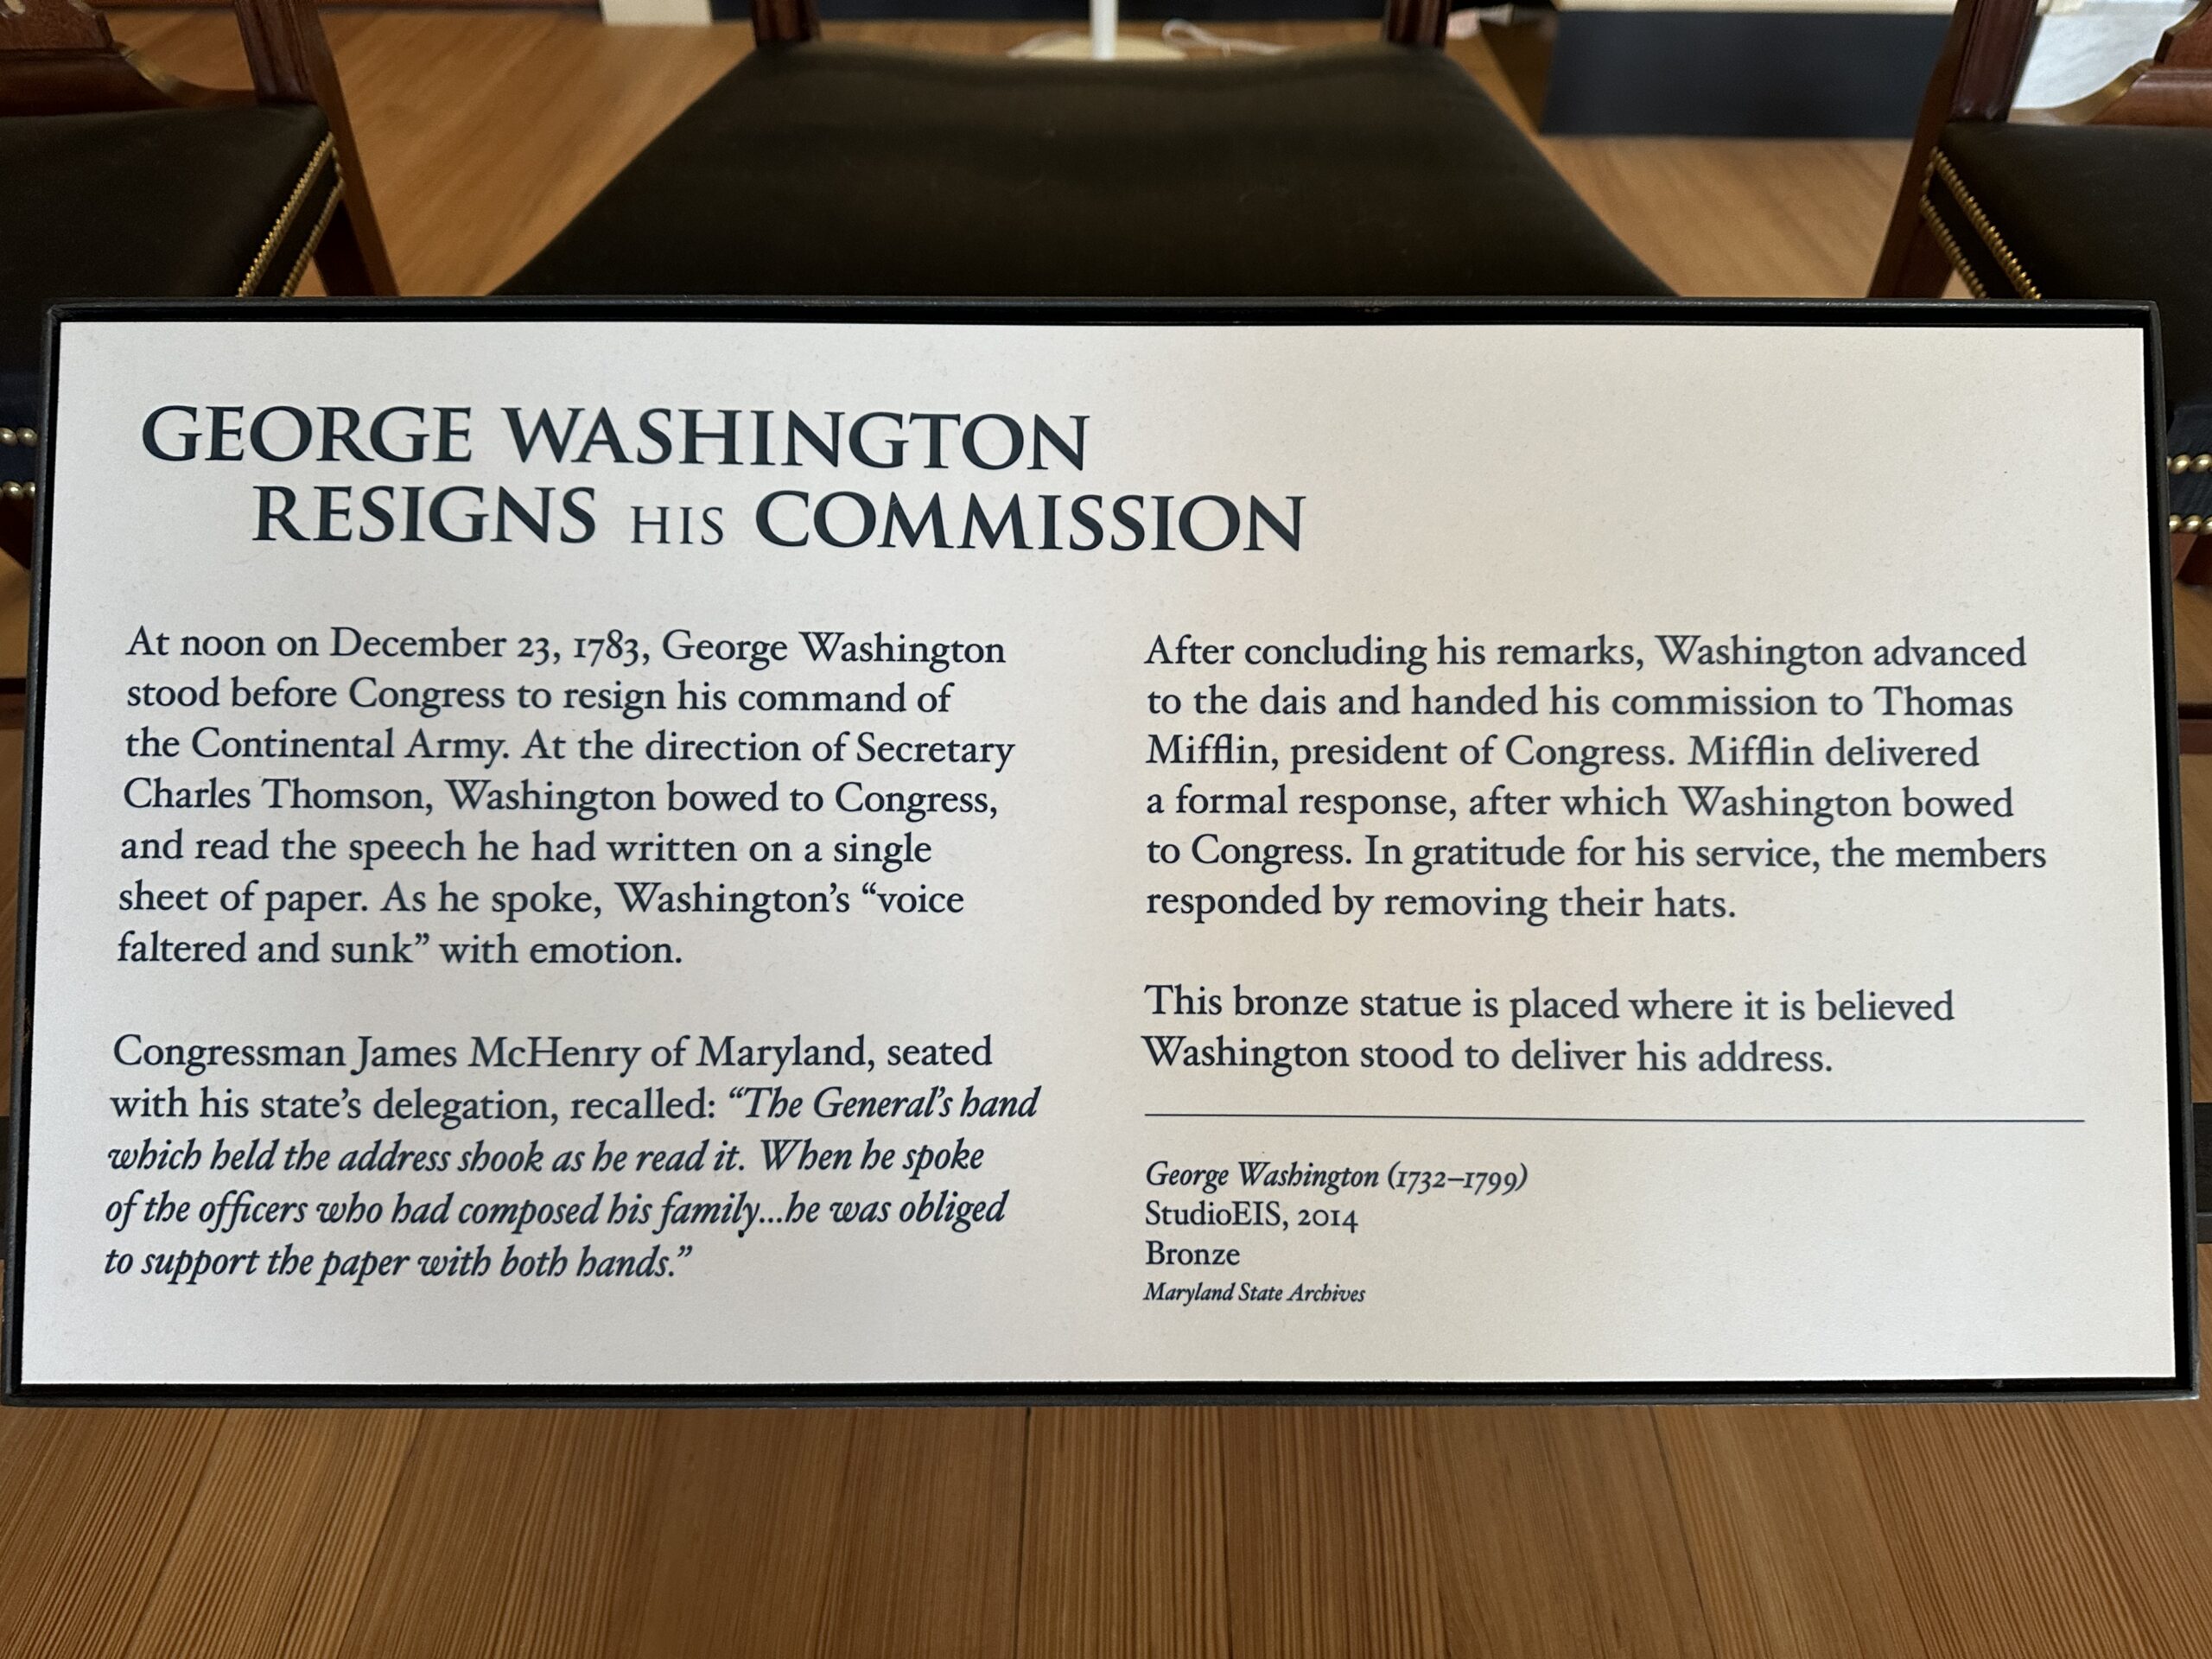 GEORGE WASHINGTON
RESIGNS HIS COMMISSION
At noon on December 23, 1783, George Washington
stood before Congress to resign his command of
the Continental Army. At the direction of Secretary
Charles Thomson, Washington bowed to Congress,
and read the speech he had written on a single
sheet of paper. As he spoke, Washington’s “voice
faltered and sunk” with emotion.
Congressman James McHenry of Maryland, seated
with his state’s delegation, recalled: “The General’s hand
which held the address shook as he read it. When he spoke
of the officers who had composed his family...he was obliged
to support the paper with both hands.”
After concluding his remarks, Washington advanced
to the dais and handed his commission to Thomas
Mifflin, president of Congress. Mifflin delivered
a formal response, after which Washington bowed
to Congress. In gratitude for his service, the members
responded by removing their hats.
This bronze statue is placed where it is believed
Washington stood to deliver his address.
George Washington (1732–1799)
StudioEIS, 2014
Bronze
Maryland State Archives